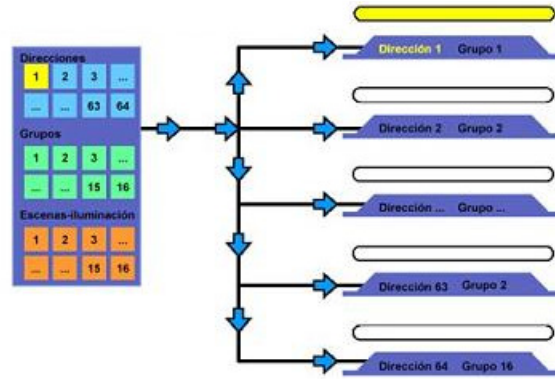 Direcciones
1 2 3 ...
... ... 63 64
Grupos
1 2 3 ...
... ... 15 16
Escenas-iluminación
1 2 3 ...
... ... 15 16
Dirección 1 Grupo 1
Dirección 2 Grupo 2
Dirección ... Grupo ...
Dirección 63 Grupo 2
Dirección 64 Grupo 16